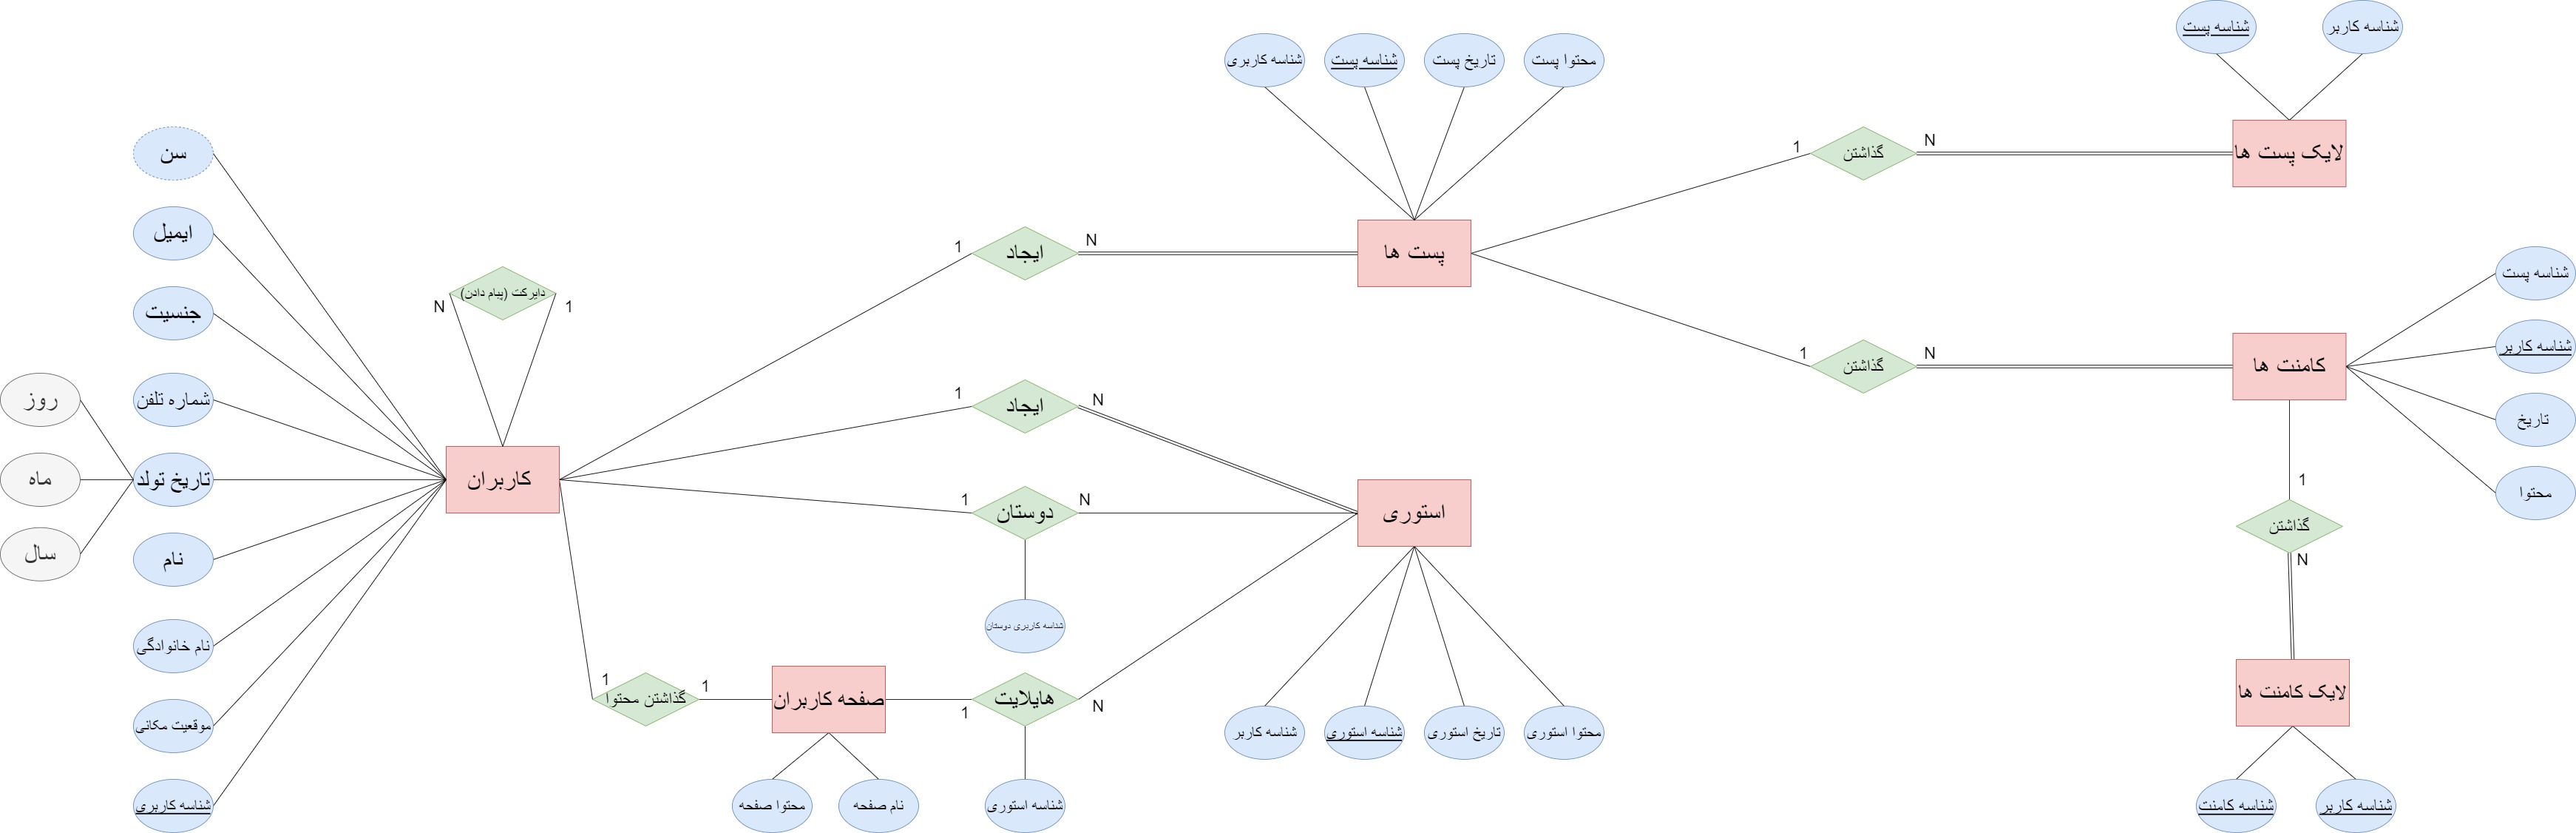 شناسه پست
شناسه کاربر
شناسه کاربری
شناسه پست
تاریخ پست
محتوا پست
سن
گذاشتن
1
N
لایک پست ها
ایمیل
ایجاد
1
N
پست ها
دایرکت (پیام دادن)
N
1
جنسیت
شناسه پست
شناسه کاربر
گذاشتن
1
N
کامنت ها
تاریخ
محتوا
روز
شماره تلفن
ایجاد
1
N
ماه
تاریخ تولد
کاربران
دوستان
1
N
استوری
سال
نام
1
گذاشتن
N
شناسه کاربری دوستان
نام خانوادگی
1
گذاشتن محتوا
1
صفحه کاربران
هایلایت
1
N
لایک کامنت ها
موقعیت مکانی
شناسه کاربر
شناسه استوری
تاریخ استوری
محتوا استوری
شناسه کاربری
محتوا صفحه
نام صفحه
شناسه استوری
شناسه کامنت
شناسه کاربر